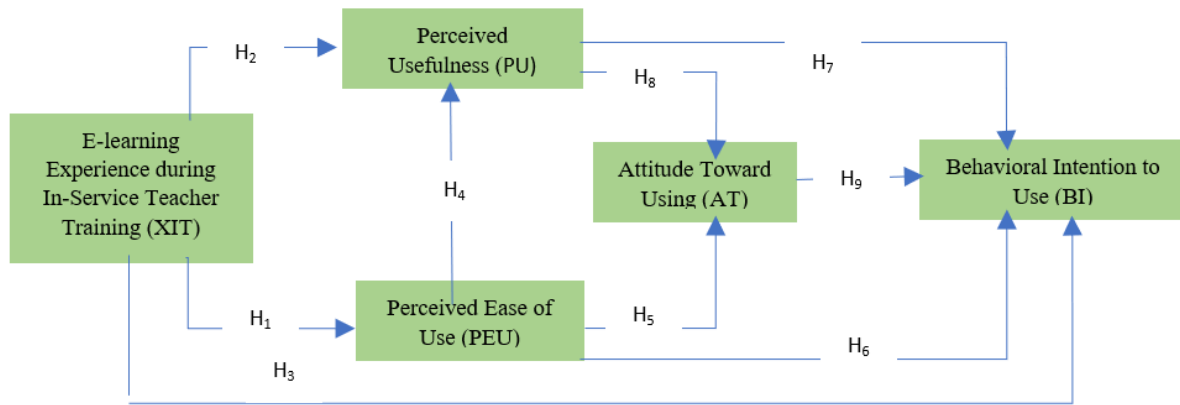 Perceived
Usefulness (PU)
H₂
H₇
H₈
E-learning
Experience during
In-Service Teacher
Training (XIT)
Attitude Toward
Using (AT)
Behavioral Intention to
Use (BI)
H₄
H₉
Perceived Ease of
Use (PEU)
H₁
H₅
H₆
H₃